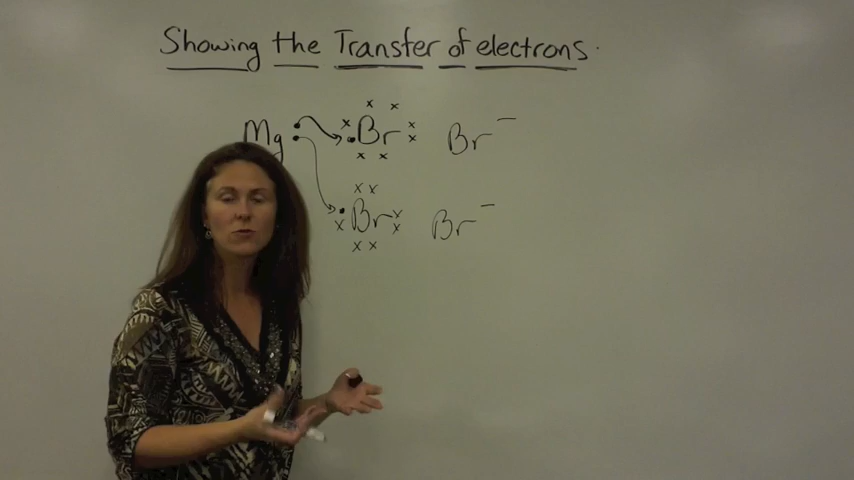 Showing the Transfer of electrons.
Mg Br Br⁻
Br Br⁻